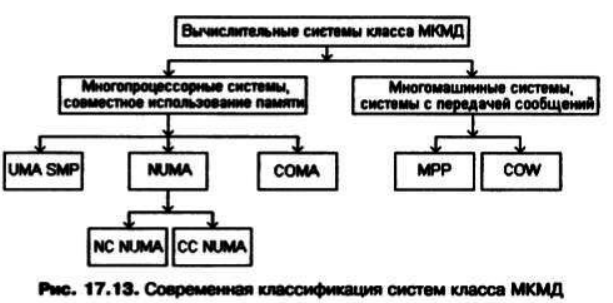 Вычислительные системы класса МКМД
Многопроцессорные системы,
совместное использование памяти
Многомашинные системы,
системы с передачей сообщений
UMA SMP
NUMA
COMA
MPP
COW
NC NUMA
CC NUMA
Рис. 17.13. Современная классификация систем класса МКМД